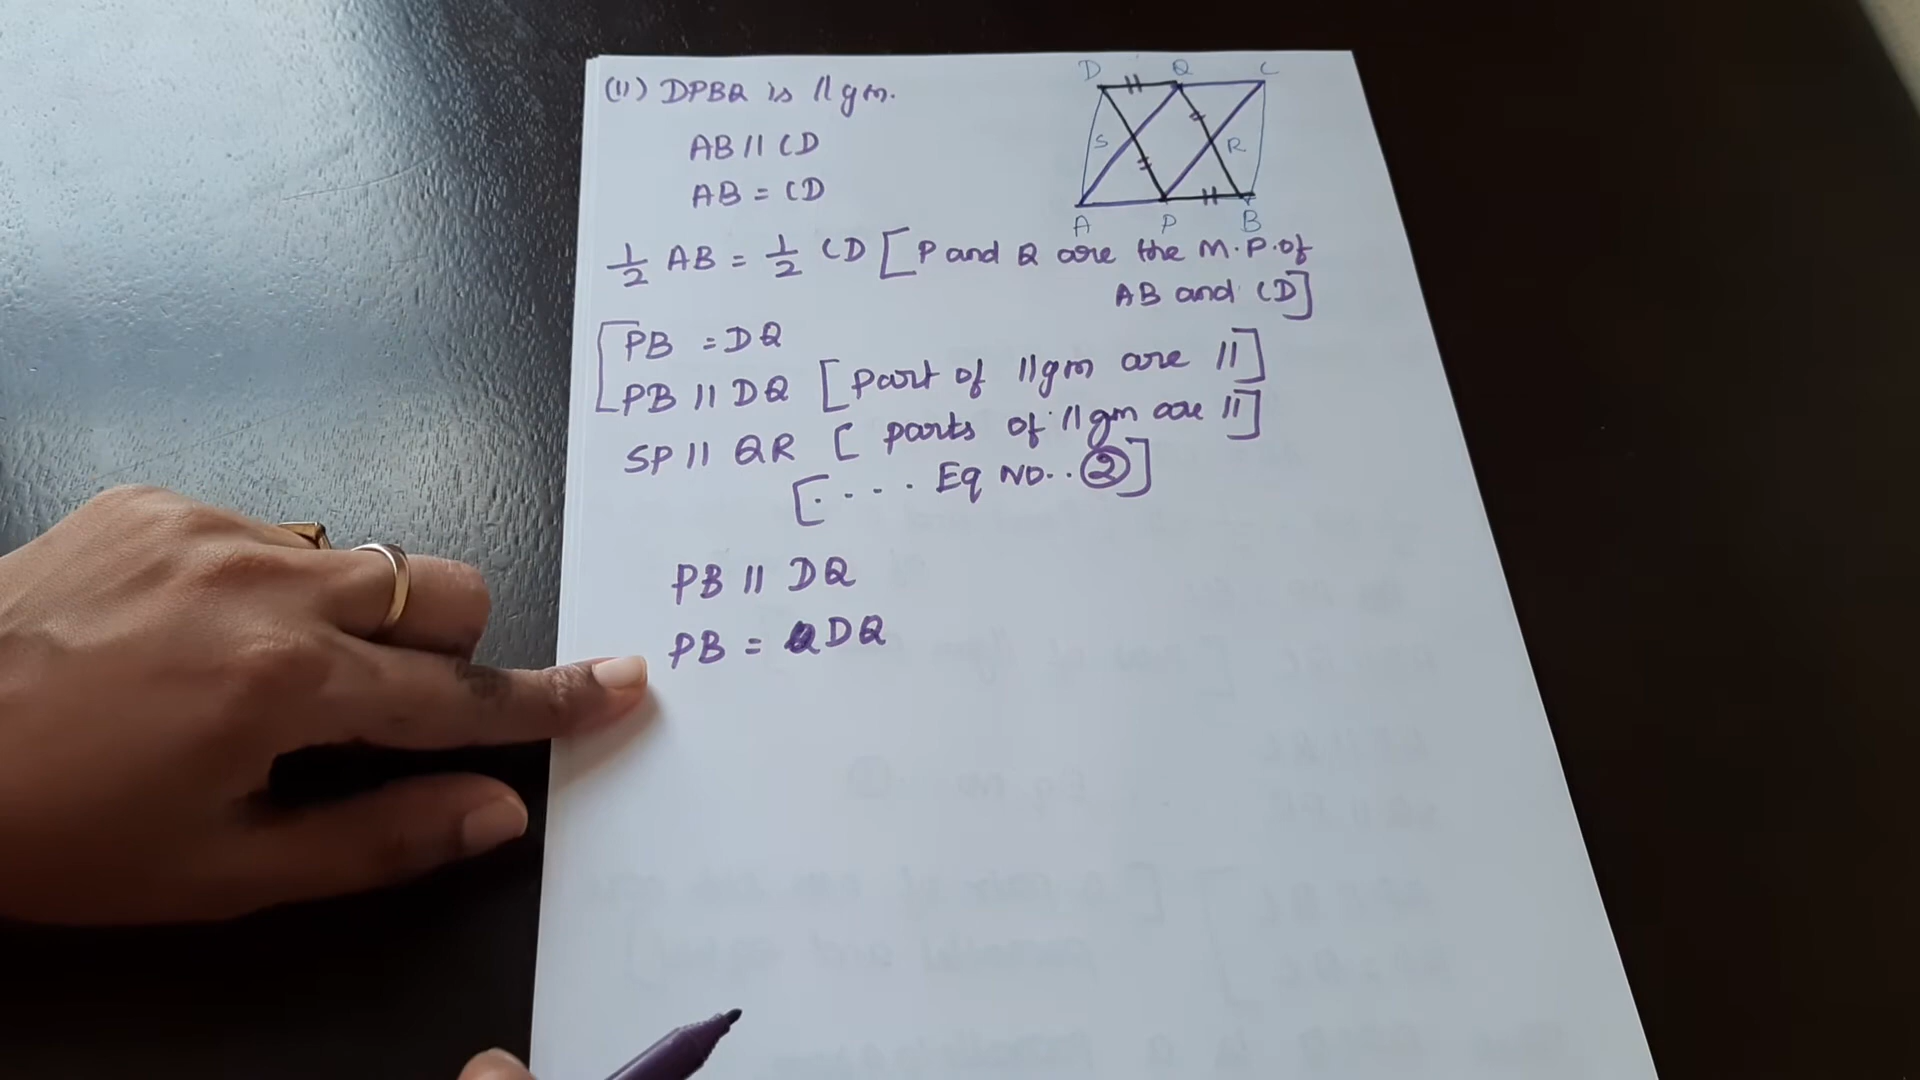 (11) DPBQ is ||gm.
AB || CD
AB = CD
1/2 AB = 1/2 CD [P and Q are the M.P. of
AB and CD]
PB = DQ
PB || DQ [Part of ||gm are ||]
SP || QR [parts of ||gm are ||]
[.... Eq No.. 2]
PB || DQ
PB = DQ
D Q C
S R
A P B